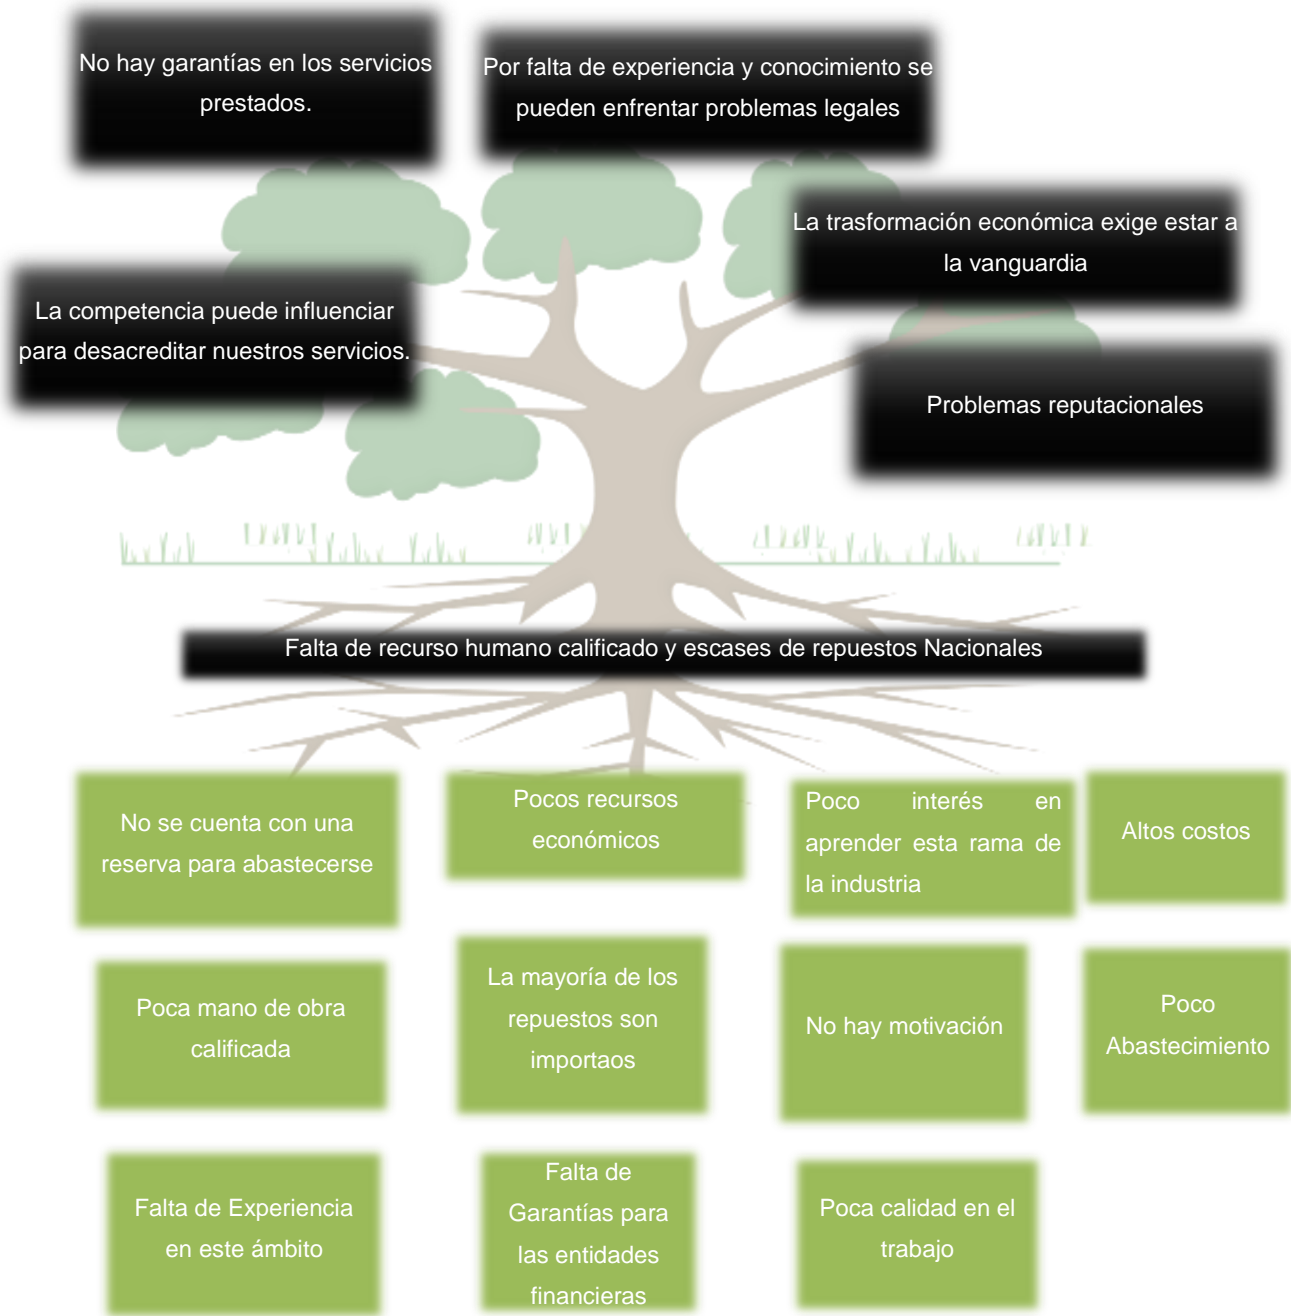 No hay garantías en los servicios
prestados.
Por falta de experiencia y conocimiento se
pueden enfrentar problemas legales
La trasformación económica exige estar a
la vanguardia
La competencia puede influenciar
para desacreditar nuestros servicios.
Problemas reputacionales
Falta de recurso humano calificado y escases de repuestos Nacionales
No se cuenta con una
reserva para abastecerse
Pocos recursos
económicos
Poco interés en
aprender esta rama de
la industria
Altos costos
Poca mano de obra
calificada
La mayoría de los
repuestos son
importaos
No hay motivación
Poco
Abastecimiento
Falta de Experiencia
en este ámbito
Falta de
Garantías para
las entidades
financieras
Poca calidad en el
trabajo